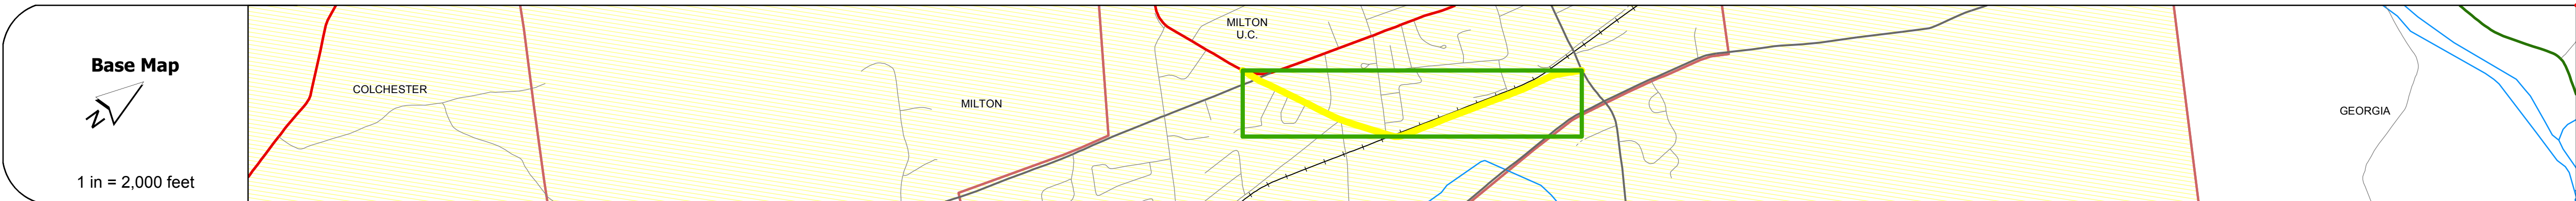 Base Map
N
1 in = 2,000 feet
COLCHESTER
MILTON
MILTON
U.C.
GEORGIA